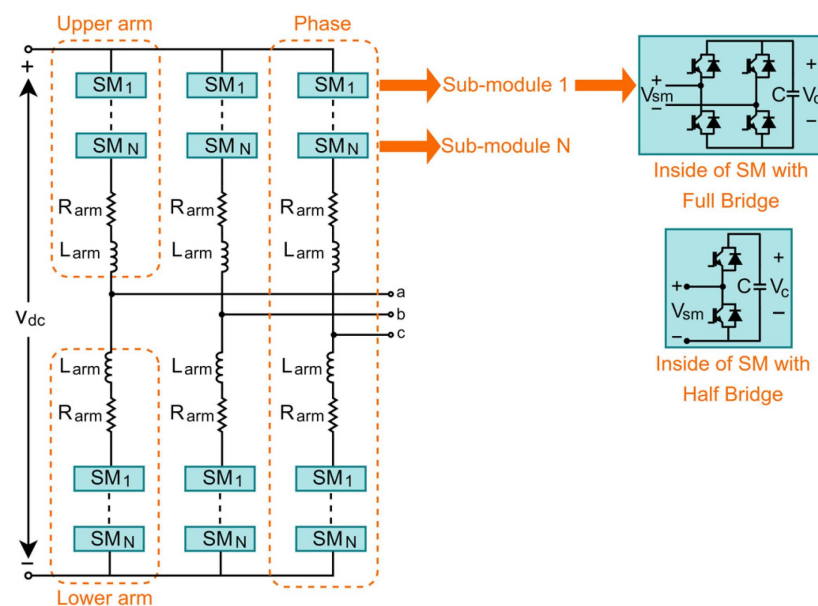 Upper arm
Phase
+
SM1 SM1 SM1
Sub-module 1
SMN SMN SMN
Sub-module N
Rarm Rarm Rarm
Larm Larm Larm
a
b
c
Vdc
Larm Larm Larm
Rarm Rarm Rarm
SM1 SM1 SM1
SMN SMN SMN
−
Lower arm
+ +
Vsm C Vc
− −
Inside of SM with
Full Bridge
+ +
Vsm C Vc
− −
Inside of SM with
Half Bridge